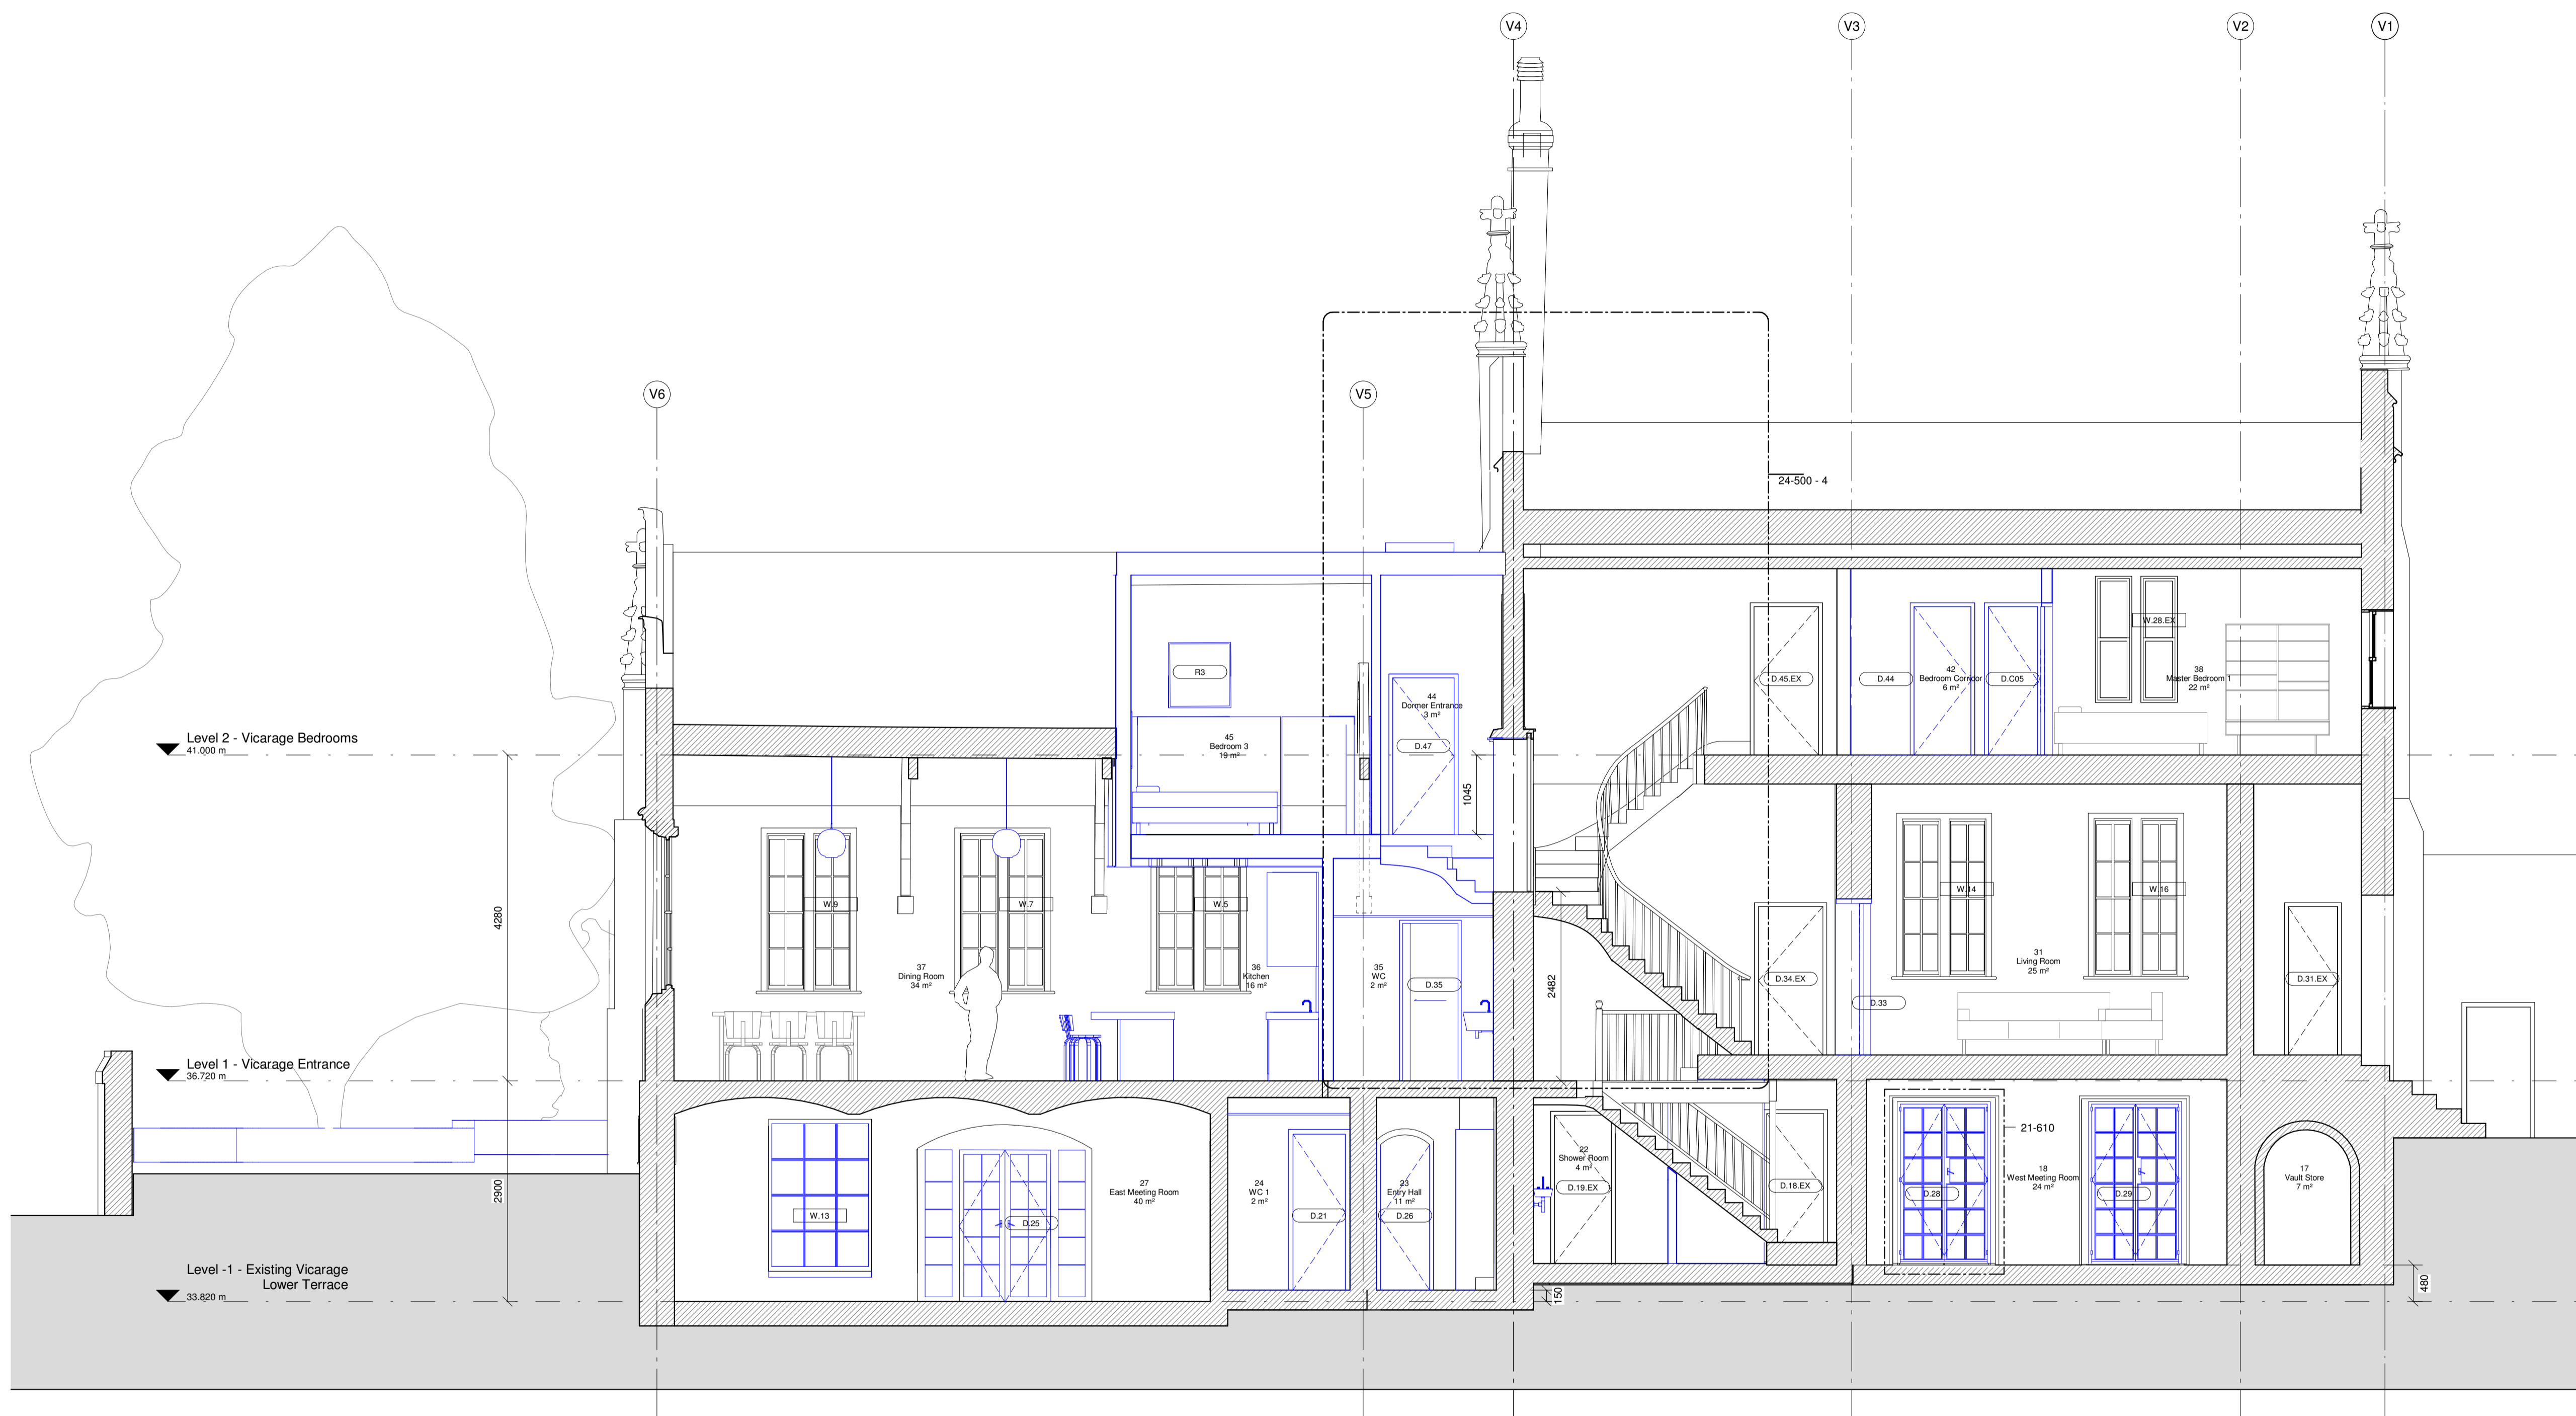 V4
V3
V2
V1
V6
V5
24-500 - 4
W.28.EX
R3
D.45.EX
D.44
42
Bedroom Corridor
6 m²
D.C05
38
Master Bedroom 1
22 m²
44
Dormer Entrance
3 m²
Level 2 - Vicarage Bedrooms
41.000 m
45
Bedroom 3
19 m²
D.47
1045
W.9
W.7
W.5
W.14
W.16
4280
37
Dining Room
34 m²
36
Kitchen
16 m²
35
WC
2 m²
D.35
2482
D.34.EX
D.33
31
Living Room
25 m²
D.31.EX
Level 1 - Vicarage Entrance
36.720 m
21-610
2900
27
East Meeting Room
40 m²
24
WC 1
2 m²
23
Entry Hall
11 m²
22
Shower Room
4 m²
D.19.EX
D.18.EX
D.28
18
West Meeting Room
24 m²
D.29
17
Vault Store
7 m²
W.13
D.25
D.21
D.26
Level -1 - Existing Vicarage
Lower Terrace
33.820 m
150
480